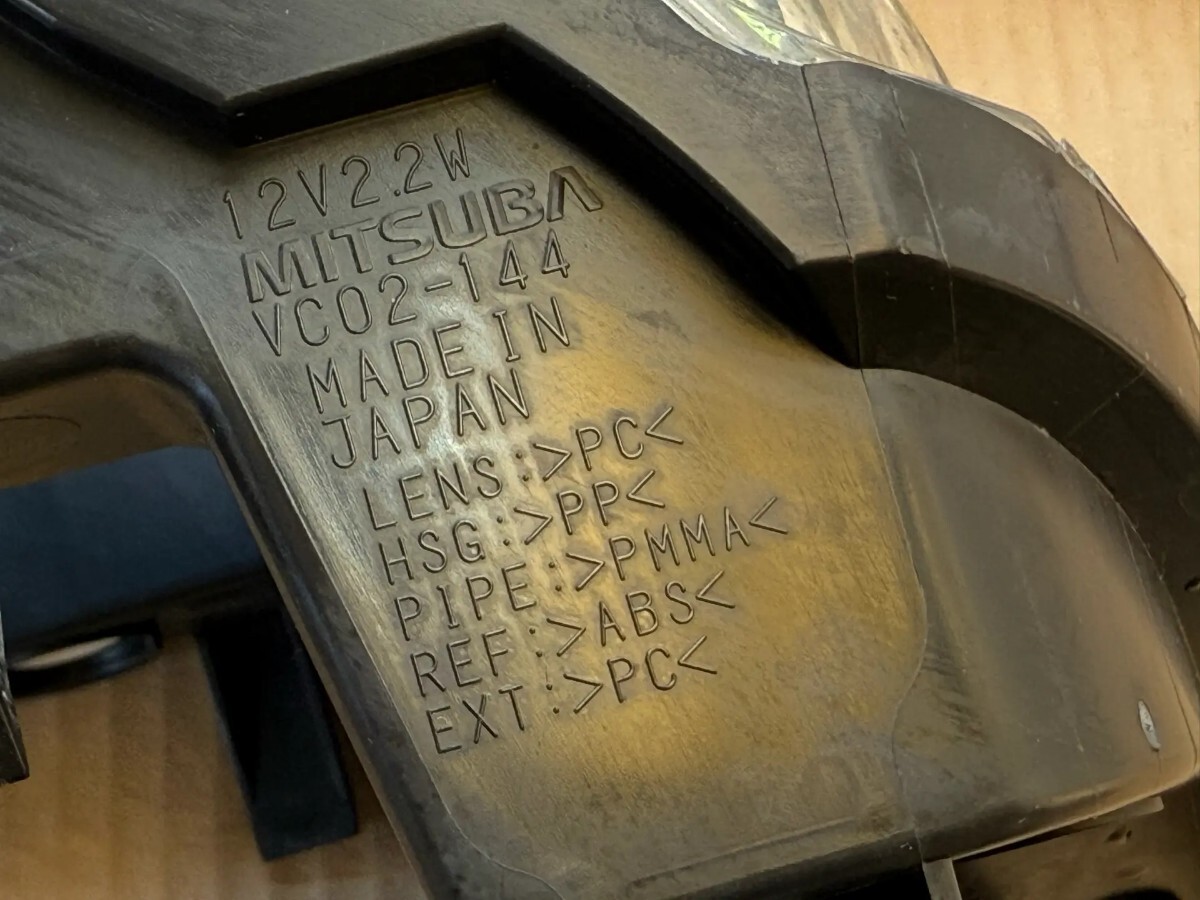 12V2.2W
MITSUBA
VC02-144
MADE IN
JAPAN
LENS:>PC<
HSG:>PP<
PIPE:>PMMA<
REF:>ABS<
EXT:>PC<